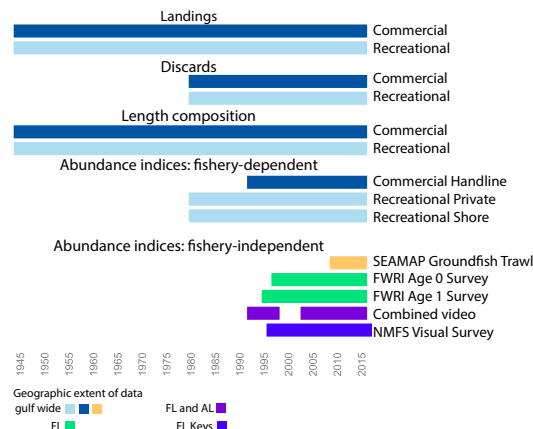 Landings
Commercial
Recreational
Discards
Commercial
Recreational
Length composition
Commercial
Recreational
Abundance indices: fishery-dependent
Commercial Handline
Recreational Private
Recreational Shore
Abundance indices: fishery-independent
SEAMAP Groundfish Trawl
FWRI Age 0 Survey
FWRI Age 1 Survey
Combined video
NMFS Visual Survey
1945 1950 1955 1960 1965 1970 1975 1980 1985 1990 1995 2000 2005 2010 2015
Geographic extent of data
gulf wide FL and AL
FL FL Keys